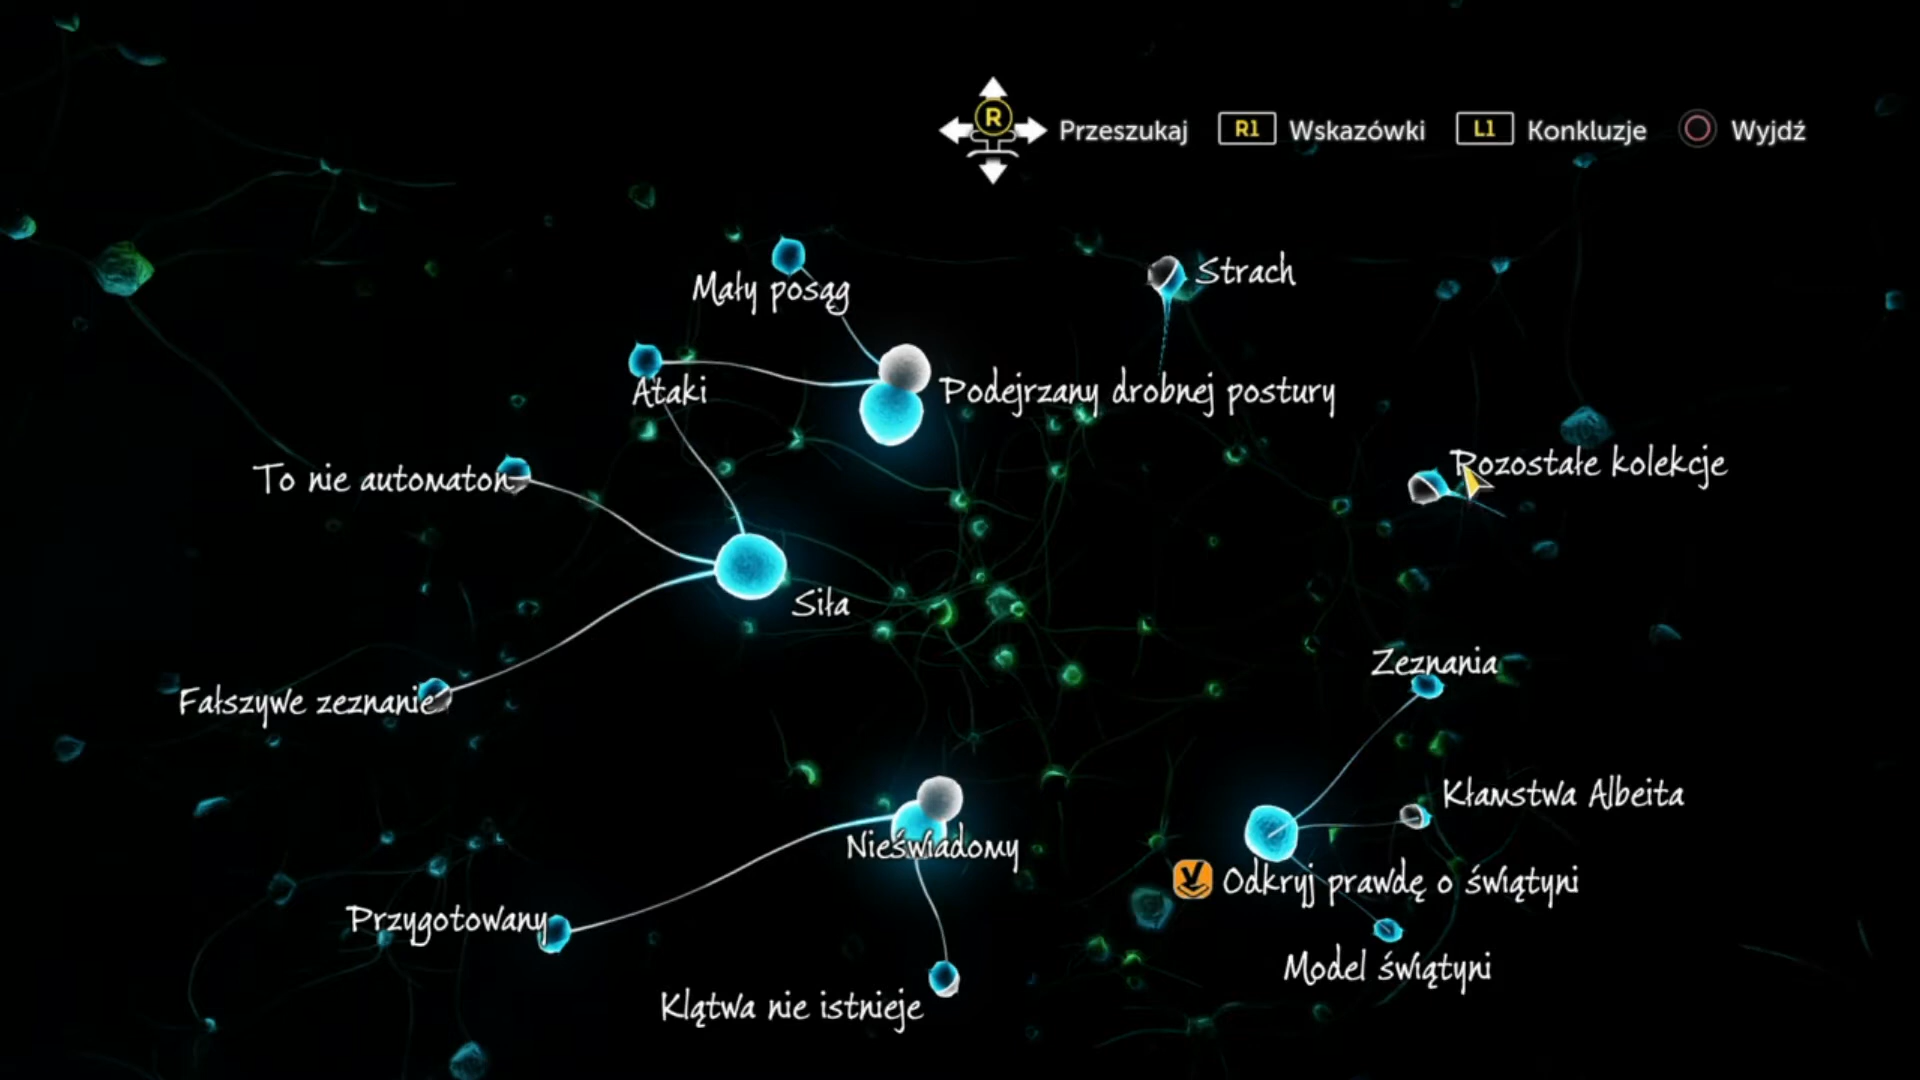 R Przeszukaj R1 Wskazówki L1 Konkluzje Wyjdź
Mały posąg
Strach
Ataki
Podejrzany drobnej postury
To nie automaton
Pozostałe kolekcje
Siła
Zeznania
Fałszywe zeznanie
Kłamstwa Albeita
Nieświadomy
Odkryj prawdę o świątyni
Przygotowany
Model świątyni
Klątwa nie istnieje